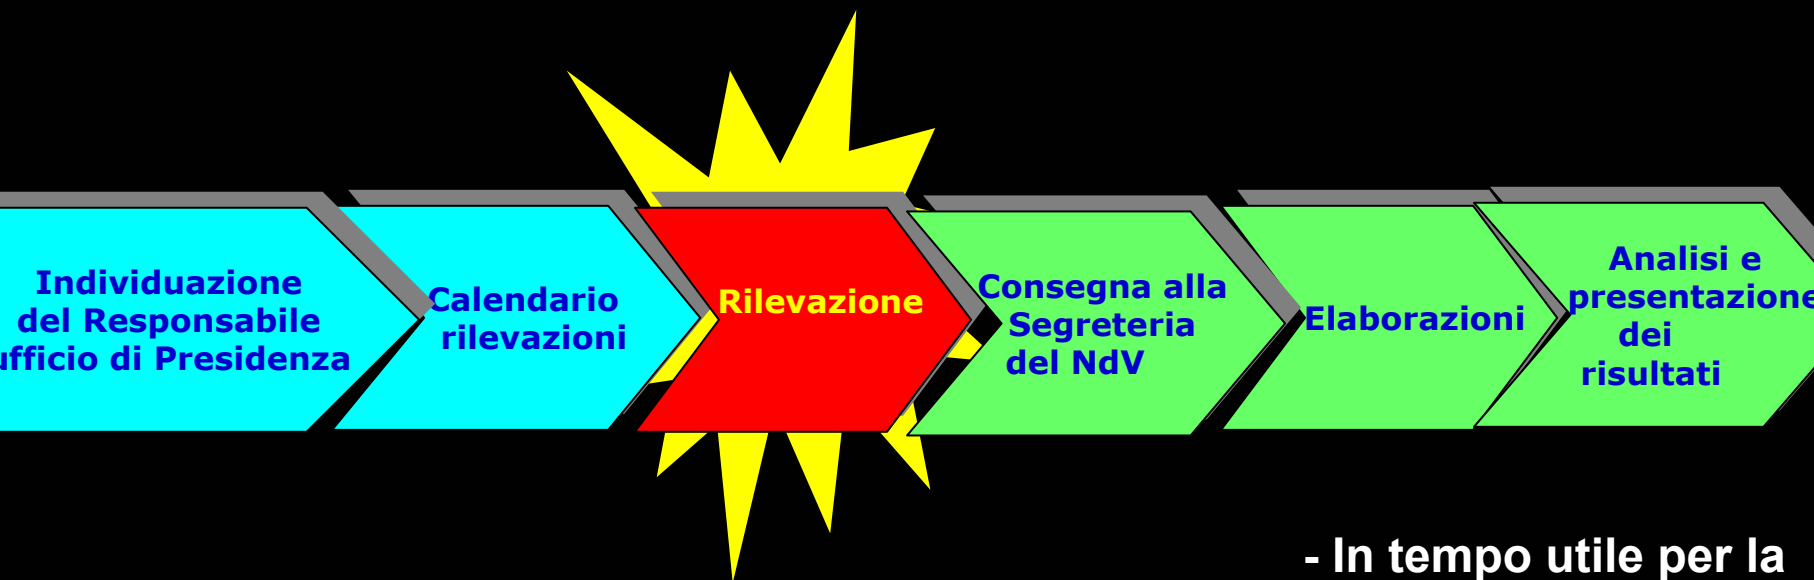 Individuazione
del Responsabile
ufficio di Presidenza
Calendario
rilevazioni
Rilevazione
Consegna alla
Segreteria
del NdV
Elaborazioni
Analisi e
presentazione
dei
risultati
- In tempo utile per la